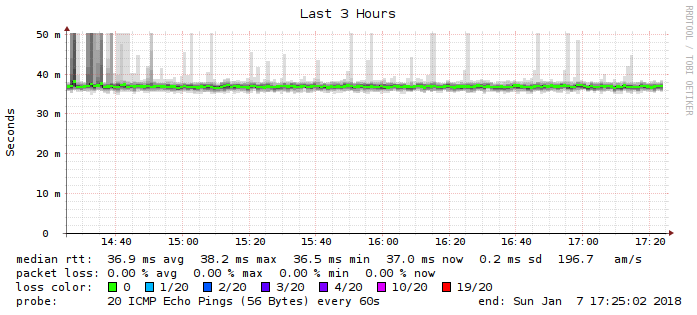 Last 3 Hours
RRDTOOL / TOBI OETIKER
Seconds
50 m
40 m
30 m
20 m
10 m
0
14:40 15:00 15:20 15:40 16:00 16:20 16:40 17:00 17:20
median rtt: 36.9 ms avg 38.2 ms max 36.5 ms min 37.0 ms now 0.2 ms sd 196.7 am/s
packet loss: 0.00 % avg 0.00 % max 0.00 % min 0.00 % now
loss color: 0 1/20 2/20 3/20 4/20 10/20 19/20
probe: 20 ICMP Echo Pings (56 Bytes) every 60s end: Sun Jan 7 17:25:02 2018